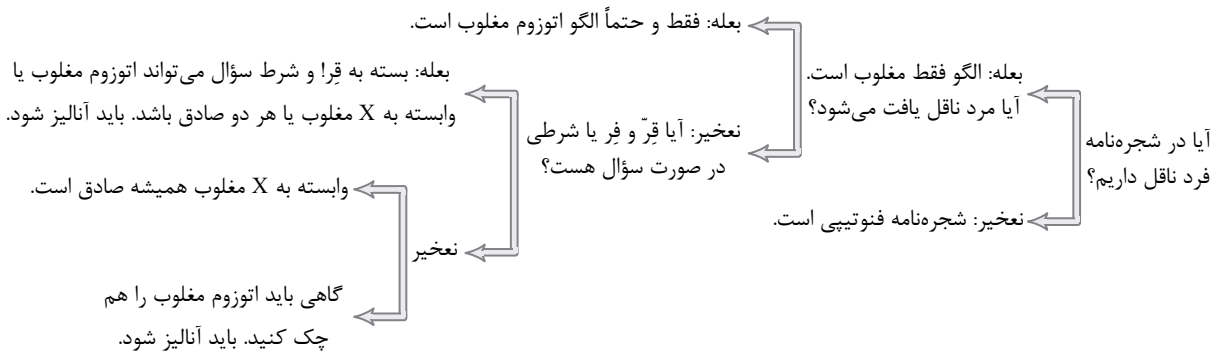 آیا در شجره‌نامه
فرد ناقل داریم؟
بعله: الگو فقط مغلوب است.
آیا مرد ناقل یافت می‌شود؟
بعله: فقط و حتماً الگو اتوزوم مغلوب است.
نعخیر: آیا قِرّ و فِر یا شرطی
در صورت سؤال هست؟
بعله: بسته به قِر! و شرط سؤال می‌تواند اتوزوم مغلوب یا
وابسته به X مغلوب یا هر دو صادق باشد. باید آنالیز شود.
نعخیر
وابسته به X مغلوب همیشه صادق است.
گاهی باید اتوزوم مغلوب را هم
چک کنید. باید آنالیز شود.
نعخیر: شجره‌نامه فنوتیپی است.